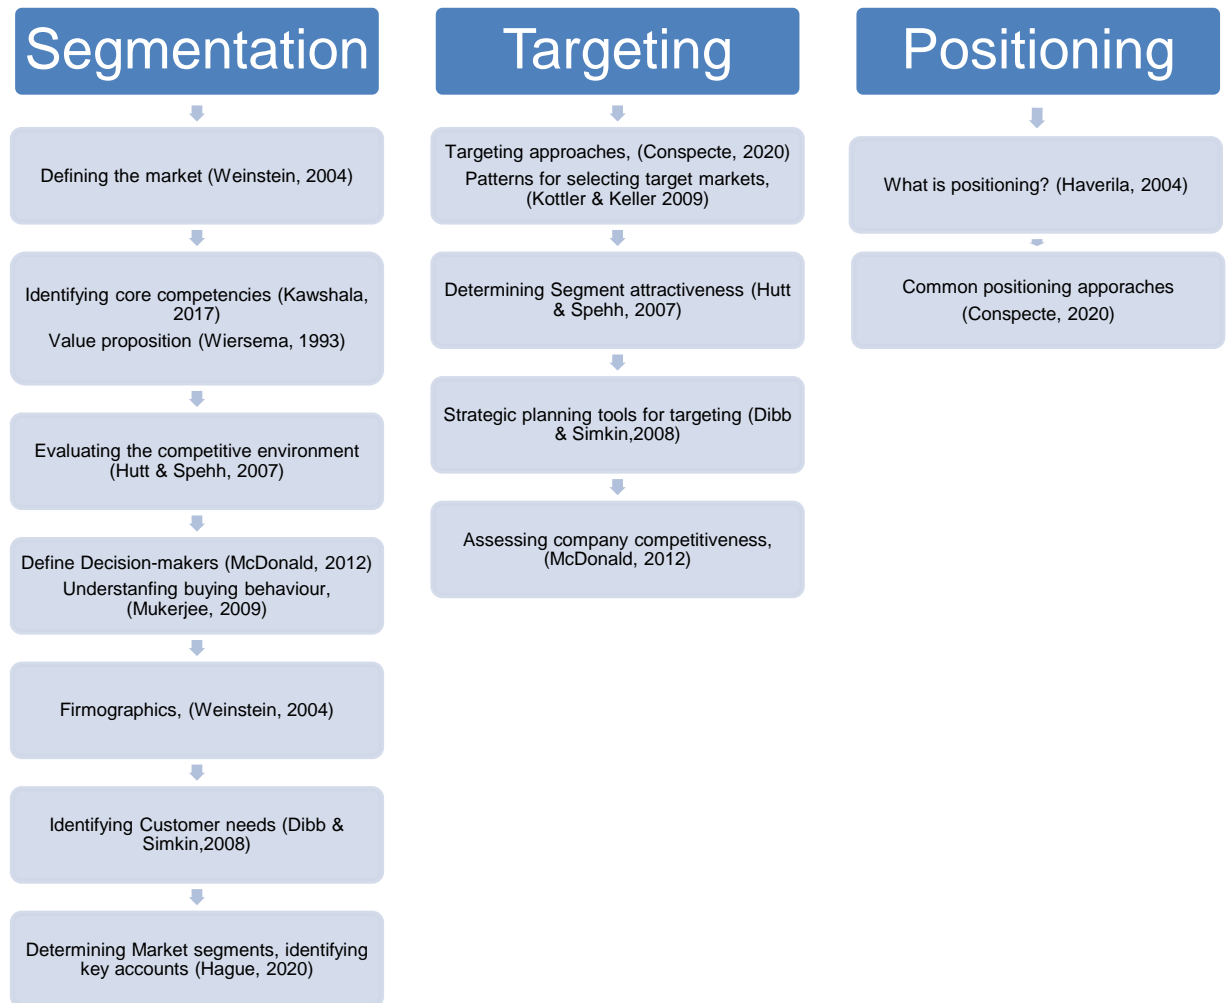 Segmentation
Defining the market (Weinstein, 2004)
Identifying core competencies (Kawshala,
2017)
Value proposition (Wiersema, 1993)
Evaluating the competitive environment
(Hutt & Spehh, 2007)
Define Decision-makers (McDonald, 2012)
Understanfing buying behaviour,
(Mukerjee, 2009)
Firmographics, (Weinstein, 2004)
Identifying Customer needs (Dibb &
Simkin,2008)
Determining Market segments, identifying
key accounts (Hague, 2020)
Targeting
Targeting approaches, (Conspecte, 2020)
Patterns for selecting target markets,
(Kottler & Keller 2009)
Determining Segment attractiveness (Hutt
& Spehh, 2007)
Strategic planning tools for targeting (Dibb
& Simkin,2008)
Assessing company competitiveness,
(McDonald, 2012)
Positioning
What is positioning? (Haverila, 2004)
Common positioning apporaches
(Conspecte, 2020)